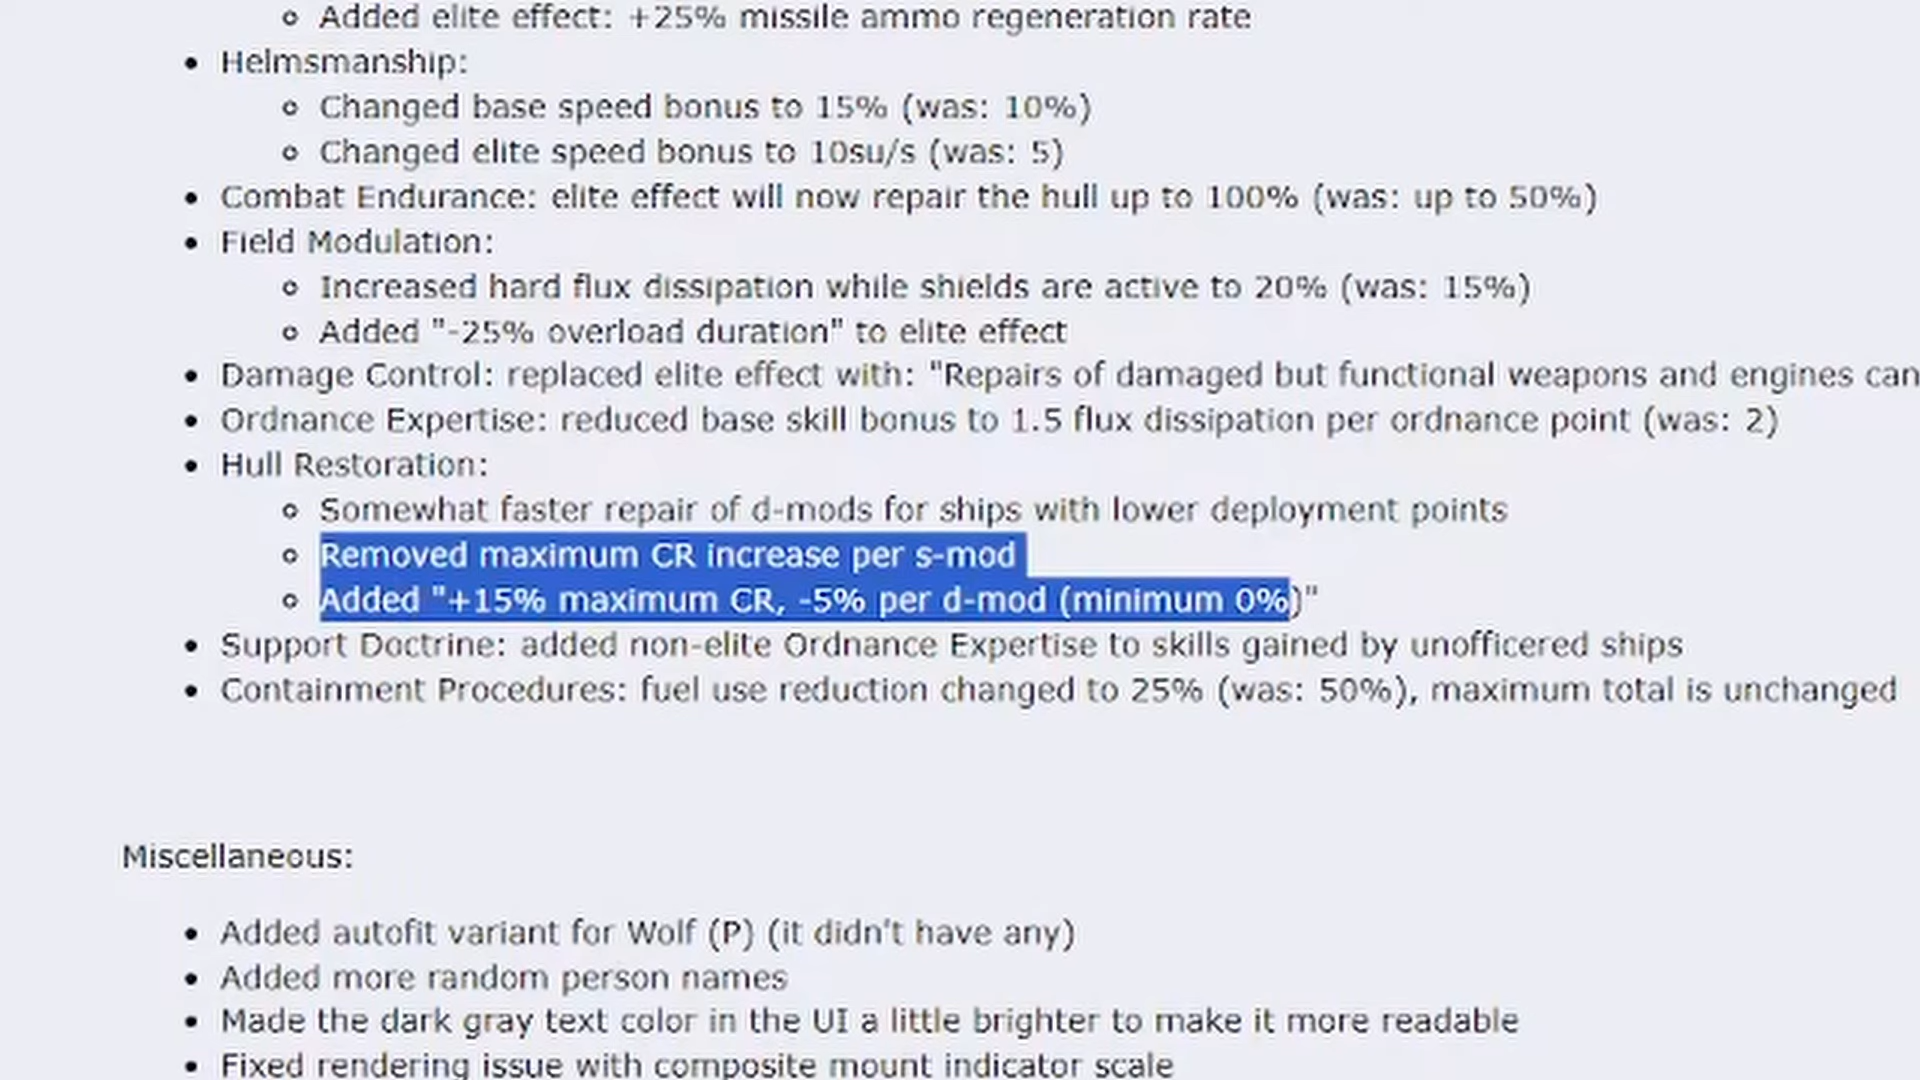 Added elite effect: +25% missile ammo regeneration rate
Helmsmanship:
Changed base speed bonus to 15% (was: 10%)
Changed elite speed bonus to 10su/s (was: 5)
Combat Endurance: elite effect will now repair the hull up to 100% (was: up to 50%)
Field Modulation:
Increased hard flux dissipation while shields are active to 20% (was: 15%)
Added "-25% overload duration" to elite effect
Damage Control: replaced elite effect with: "Repairs of damaged but functional weapons and engines can
Ordnance Expertise: reduced base skill bonus to 1.5 flux dissipation per ordnance point (was: 2)
Hull Restoration:
Somewhat faster repair of d-mods for ships with lower deployment points
Removed maximum CR increase per s-mod
Added "+15% maximum CR, -5% per d-mod (minimum 0%)"
Support Doctrine: added non-elite Ordnance Expertise to skills gained by unofficered ships
Containment Procedures: fuel use reduction changed to 25% (was: 50%), maximum total is unchanged
Miscellaneous:
Added autofit variant for Wolf (P) (it didn't have any)
Added more random person names
Made the dark gray text color in the UI a little brighter to make it more readable
Fixed rendering issue with composite mount indicator scale